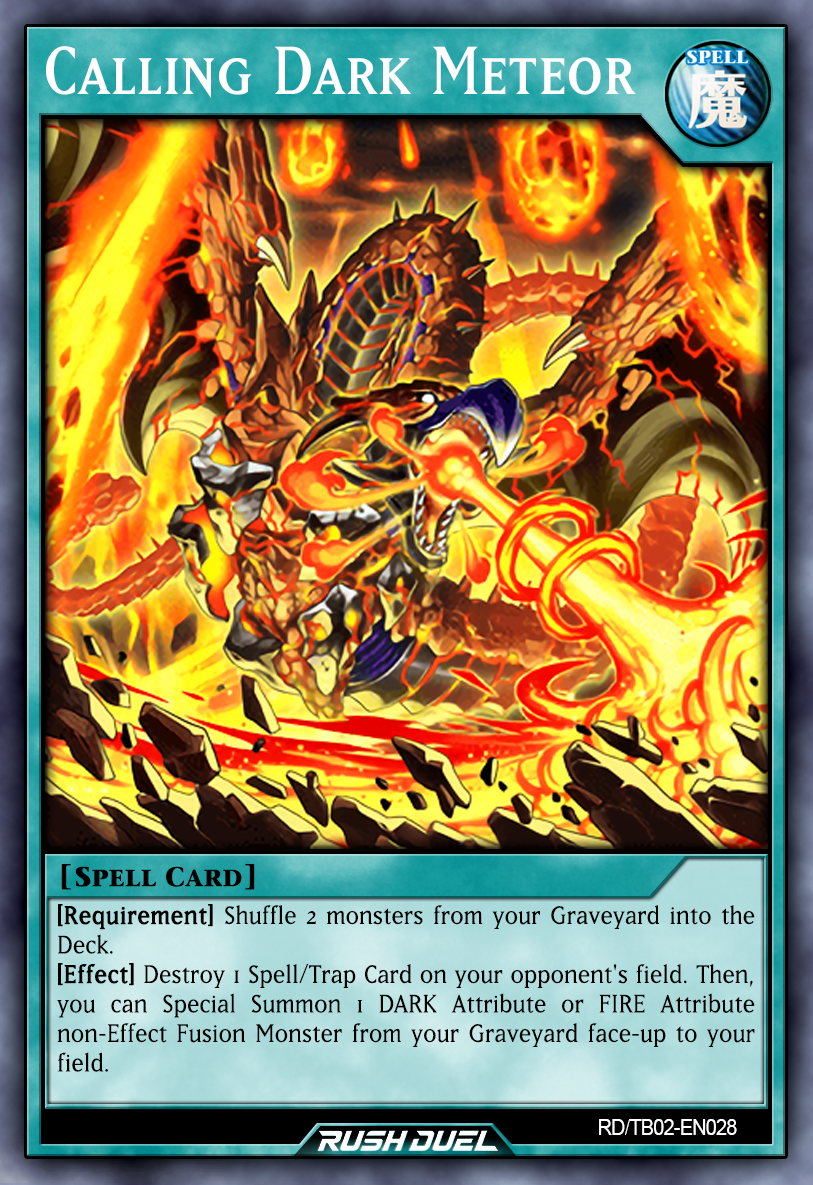 Calling Dark Meteor
SPELL
魔
[Spell Card]
[Requirement] Shuffle 2 monsters from your Graveyard into the
Deck.
[Effect] Destroy 1 Spell/Trap Card on your opponent's field. Then,
you can Special Summon 1 DARK Attribute or FIRE Attribute
non-Effect Fusion Monster from your Graveyard face-up to your
field.
RD/TB02-EN028
RUSH DUEL